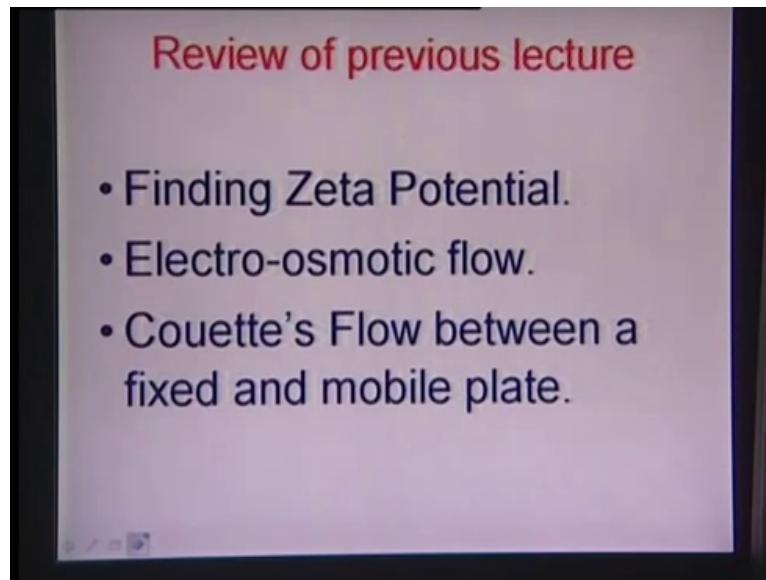 Review of previous lecture
• Finding Zeta Potential.
• Electro-osmotic flow.
• Couette's Flow between a
fixed and mobile plate.